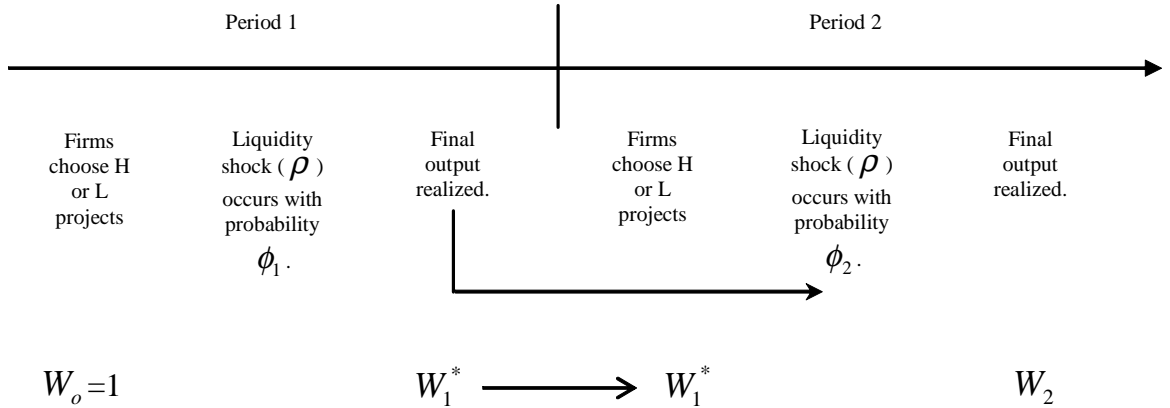 Period 1
Period 2
Firms
choose H
or L
projects
Liquidity
shock ( ρ )
occurs with
probability
ϕ₁ .
Final
output
realized.
Firms
choose H
or L
projects
Liquidity
shock ( ρ )
occurs with
probability
ϕ₂ .
Final
output
realized.
Wₒ =1
W₁*
W₁*
W₂